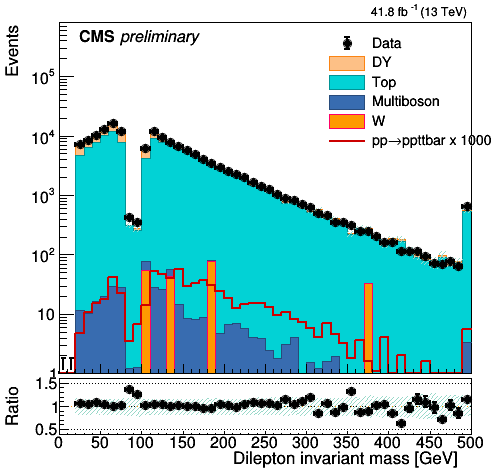 41.8 fb⁻¹ (13 TeV)
CMS preliminary
Events
Data
DY
Top
Multiboson
W
pp→ppttbar x 1000
10⁵
10⁴
10³
10²
10
1
Ratio
1.5
1
0.5
0 50 100 150 200 250 300 350 400 450 500
Dilepton invariant mass [GeV]